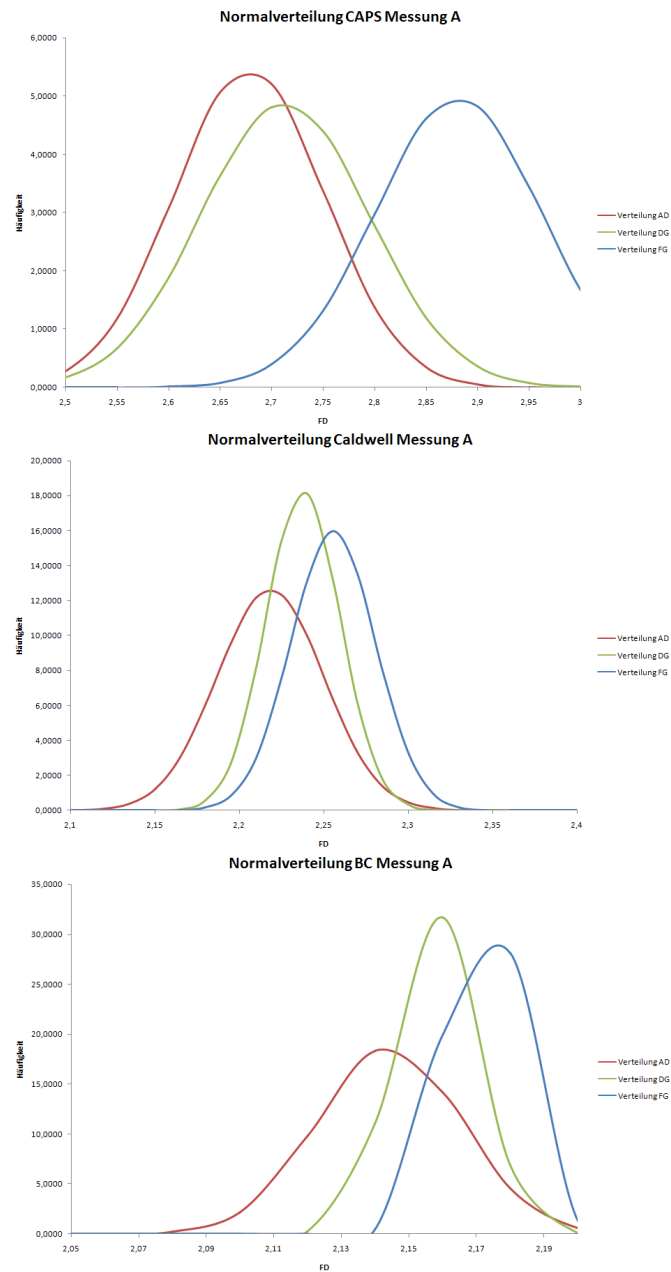 Normalverteilung CAPS Messung A
6,0000
5,0000
4,0000
3,0000
2,0000
1,0000
0,0000
Häufigkeit
2,5 2,55 2,6 2,65 2,7 2,75 2,8 2,85 2,9 2,95 3
FD
Verteilung AD
Verteilung DG
Verteilung FG
Normalverteilung Caldwell Messung A
20,0000
18,0000
16,0000
14,0000
12,0000
10,0000
8,0000
6,0000
4,0000
2,0000
0,0000
Häufigkeit
2,1 2,15 2,2 2,25 2,3 2,35 2,4
FD
Verteilung AD
Verteilung DG
Verteilung FG
Normalverteilung BC Messung A
35,0000
30,0000
25,0000
20,0000
15,0000
10,0000
5,0000
0,0000
Häufigkeit
2,05 2,07 2,09 2,11 2,13 2,15 2,17 2,19
FD
Verteilung AD
Verteilung DG
Verteilung FG